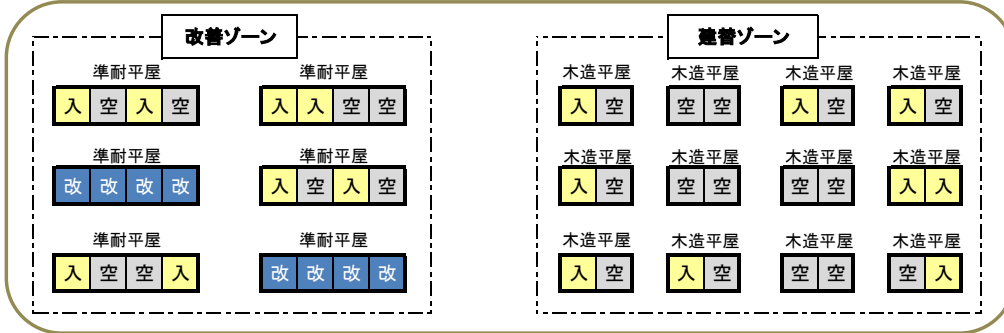 改善ゾーン
建替ゾーン
準耐平屋 準耐平屋
入 空 入 空 入 入 空 空
準耐平屋 準耐平屋
改 改 改 改 入 空 入 空
準耐平屋 準耐平屋
入 空 空 入 改 改 改 改
木造平屋 木造平屋 木造平屋 木造平屋
入 空 空 空 入 空 入 空
木造平屋 木造平屋 木造平屋 木造平屋
入 空 空 空 空 空 入 入
木造平屋 木造平屋 木造平屋 木造平屋
入 空 入 空 空 空 空 入